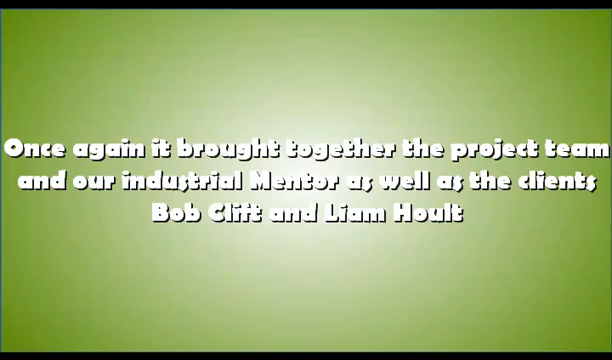 Once again it brought together the project team
and our industrial Mentor as well as the clients
Bob Clift and Liam Hoult